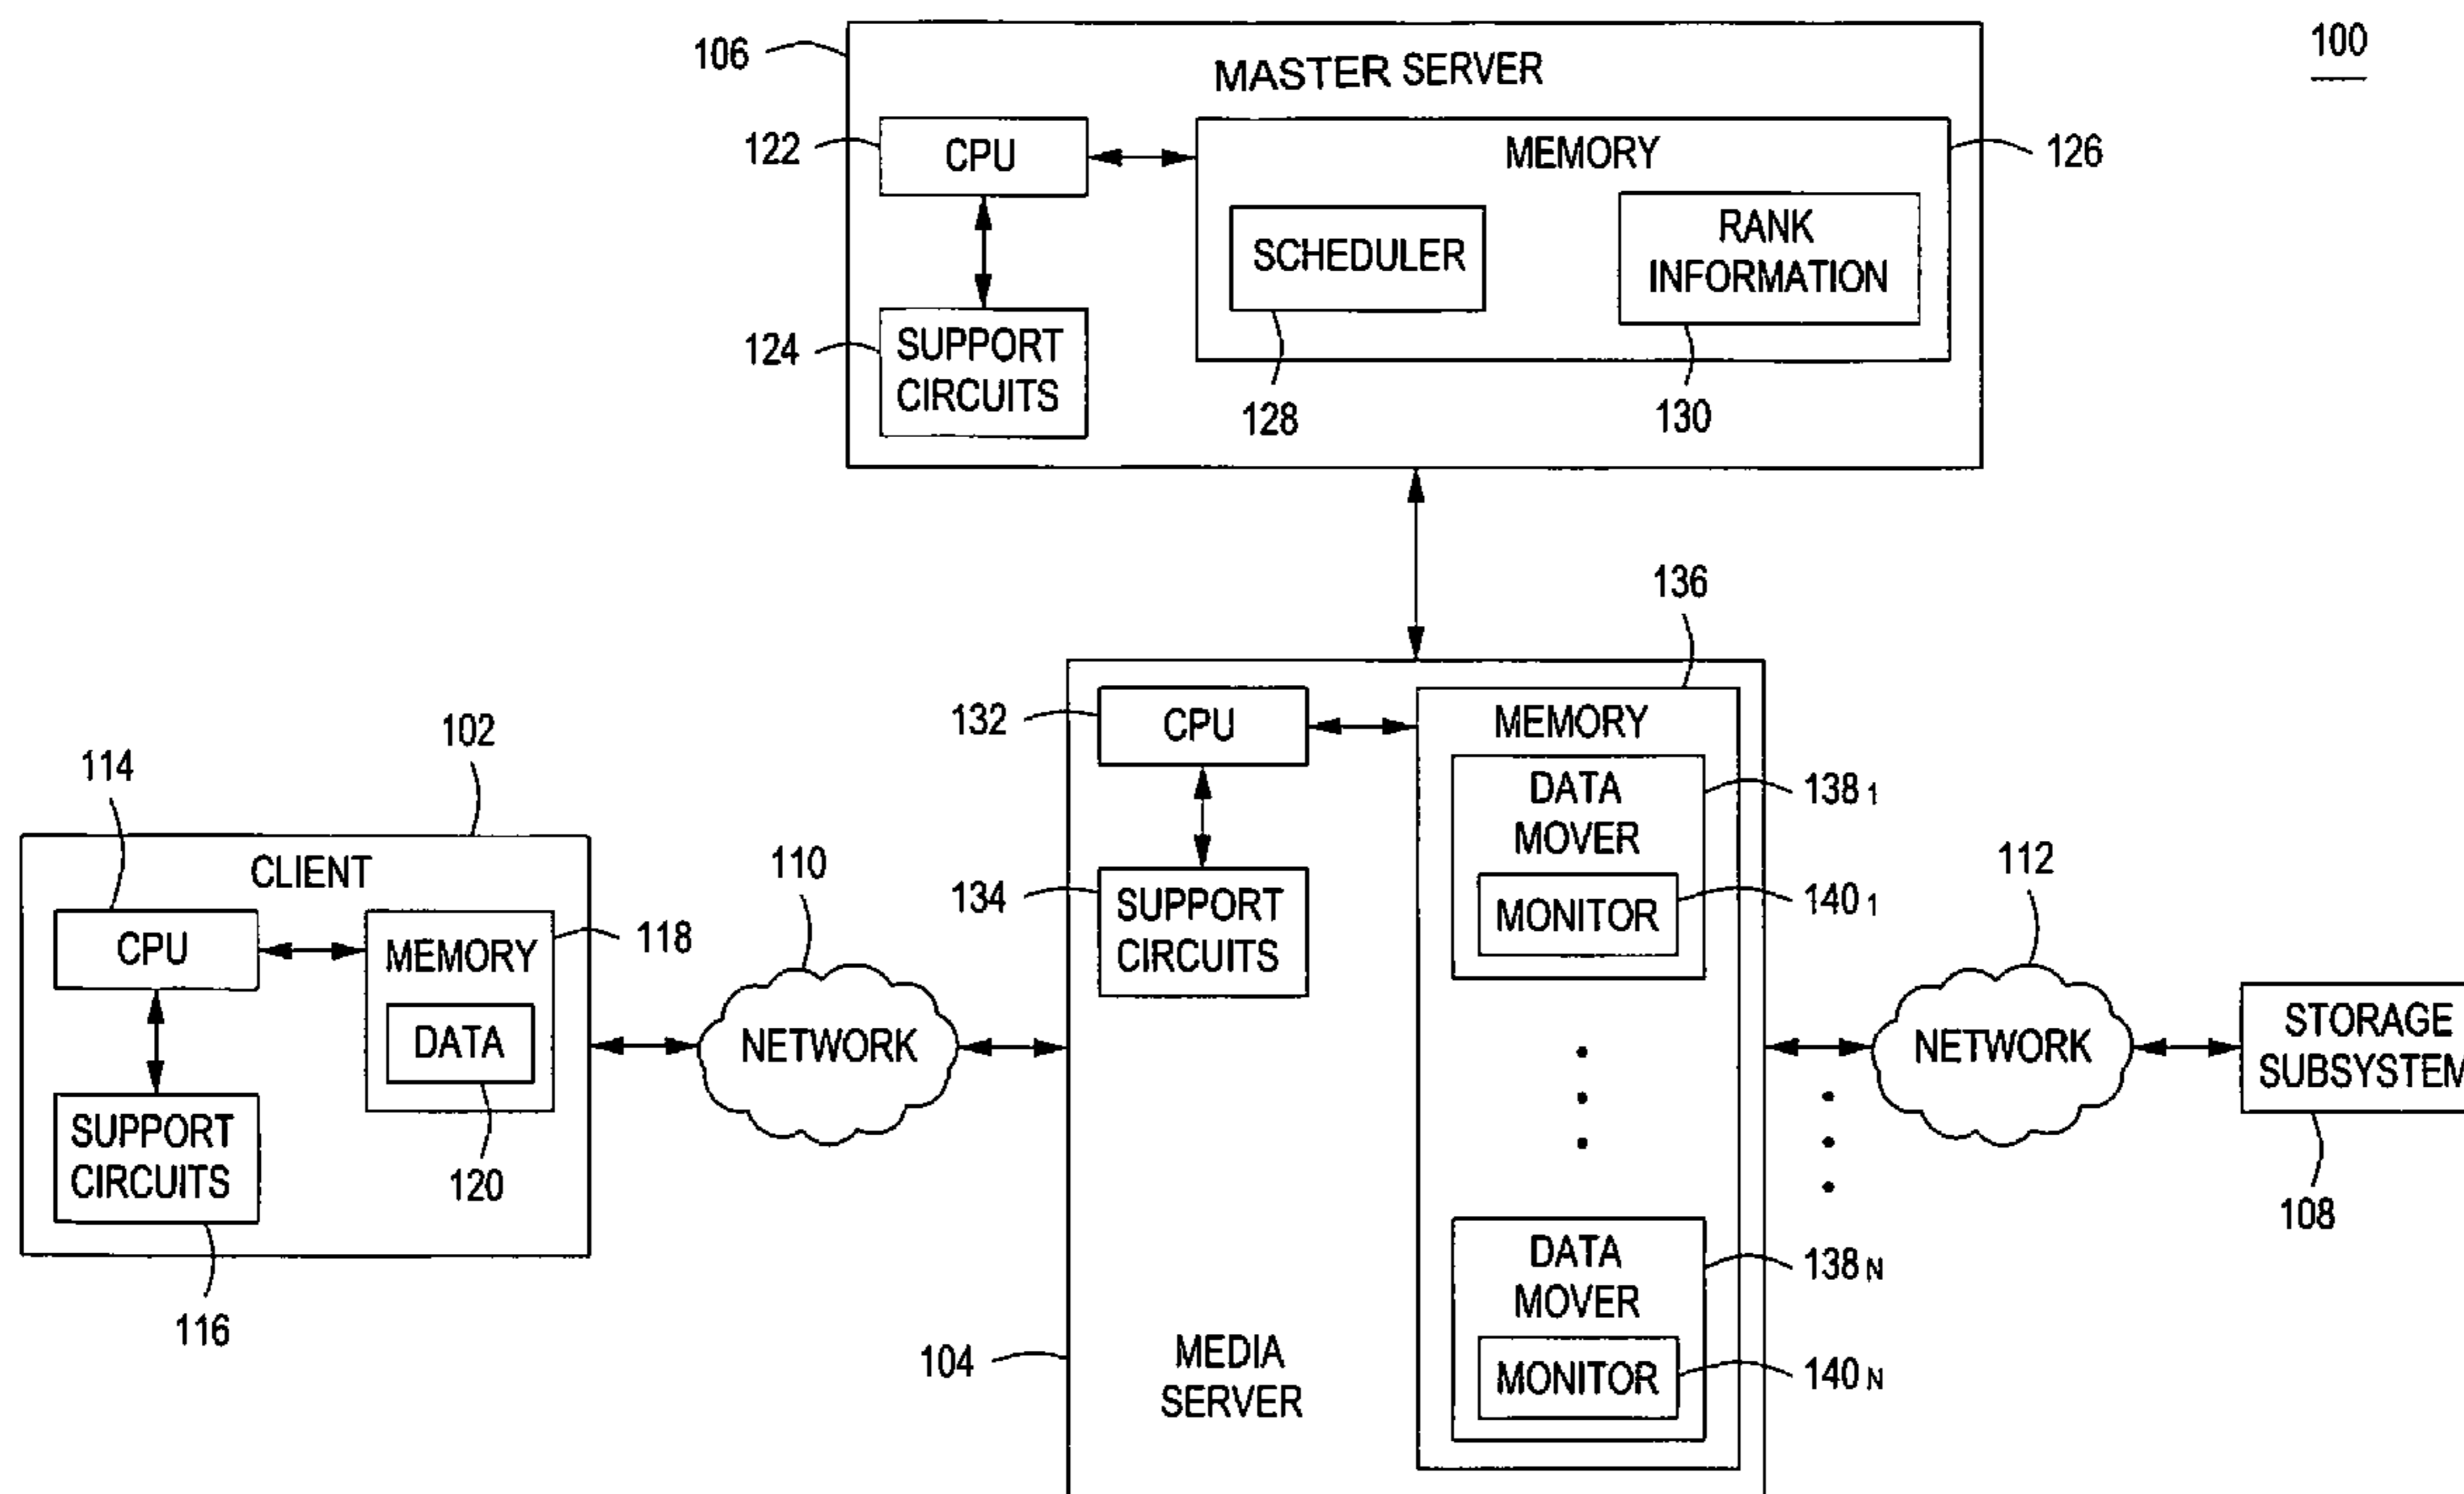 100
106
MASTER SERVER
122
CPU
MEMORY
126
SCHEDULER
RANK
INFORMATION
124
SUPPORT
CIRCUITS
128
130
136
102
114
CLIENT
CPU
MEMORY
118
DATA
SUPPORT
CIRCUITS
120
116
110
NETWORK
132
CPU
MEMORY
DATA
MOVER
138 1
MONITOR
140 1
134
SUPPORT
CIRCUITS
DATA
MOVER
138 N
MONITOR
140 N
104
MEDIA
SERVER
112
NETWORK
STORAGE
SUBSYSTEM
108